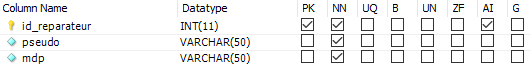 Column Name Datatype PK NN UQ B UN ZF AI G
id_reparateur INT(11)
pseudo VARCHAR(50)
mdp VARCHAR(50)